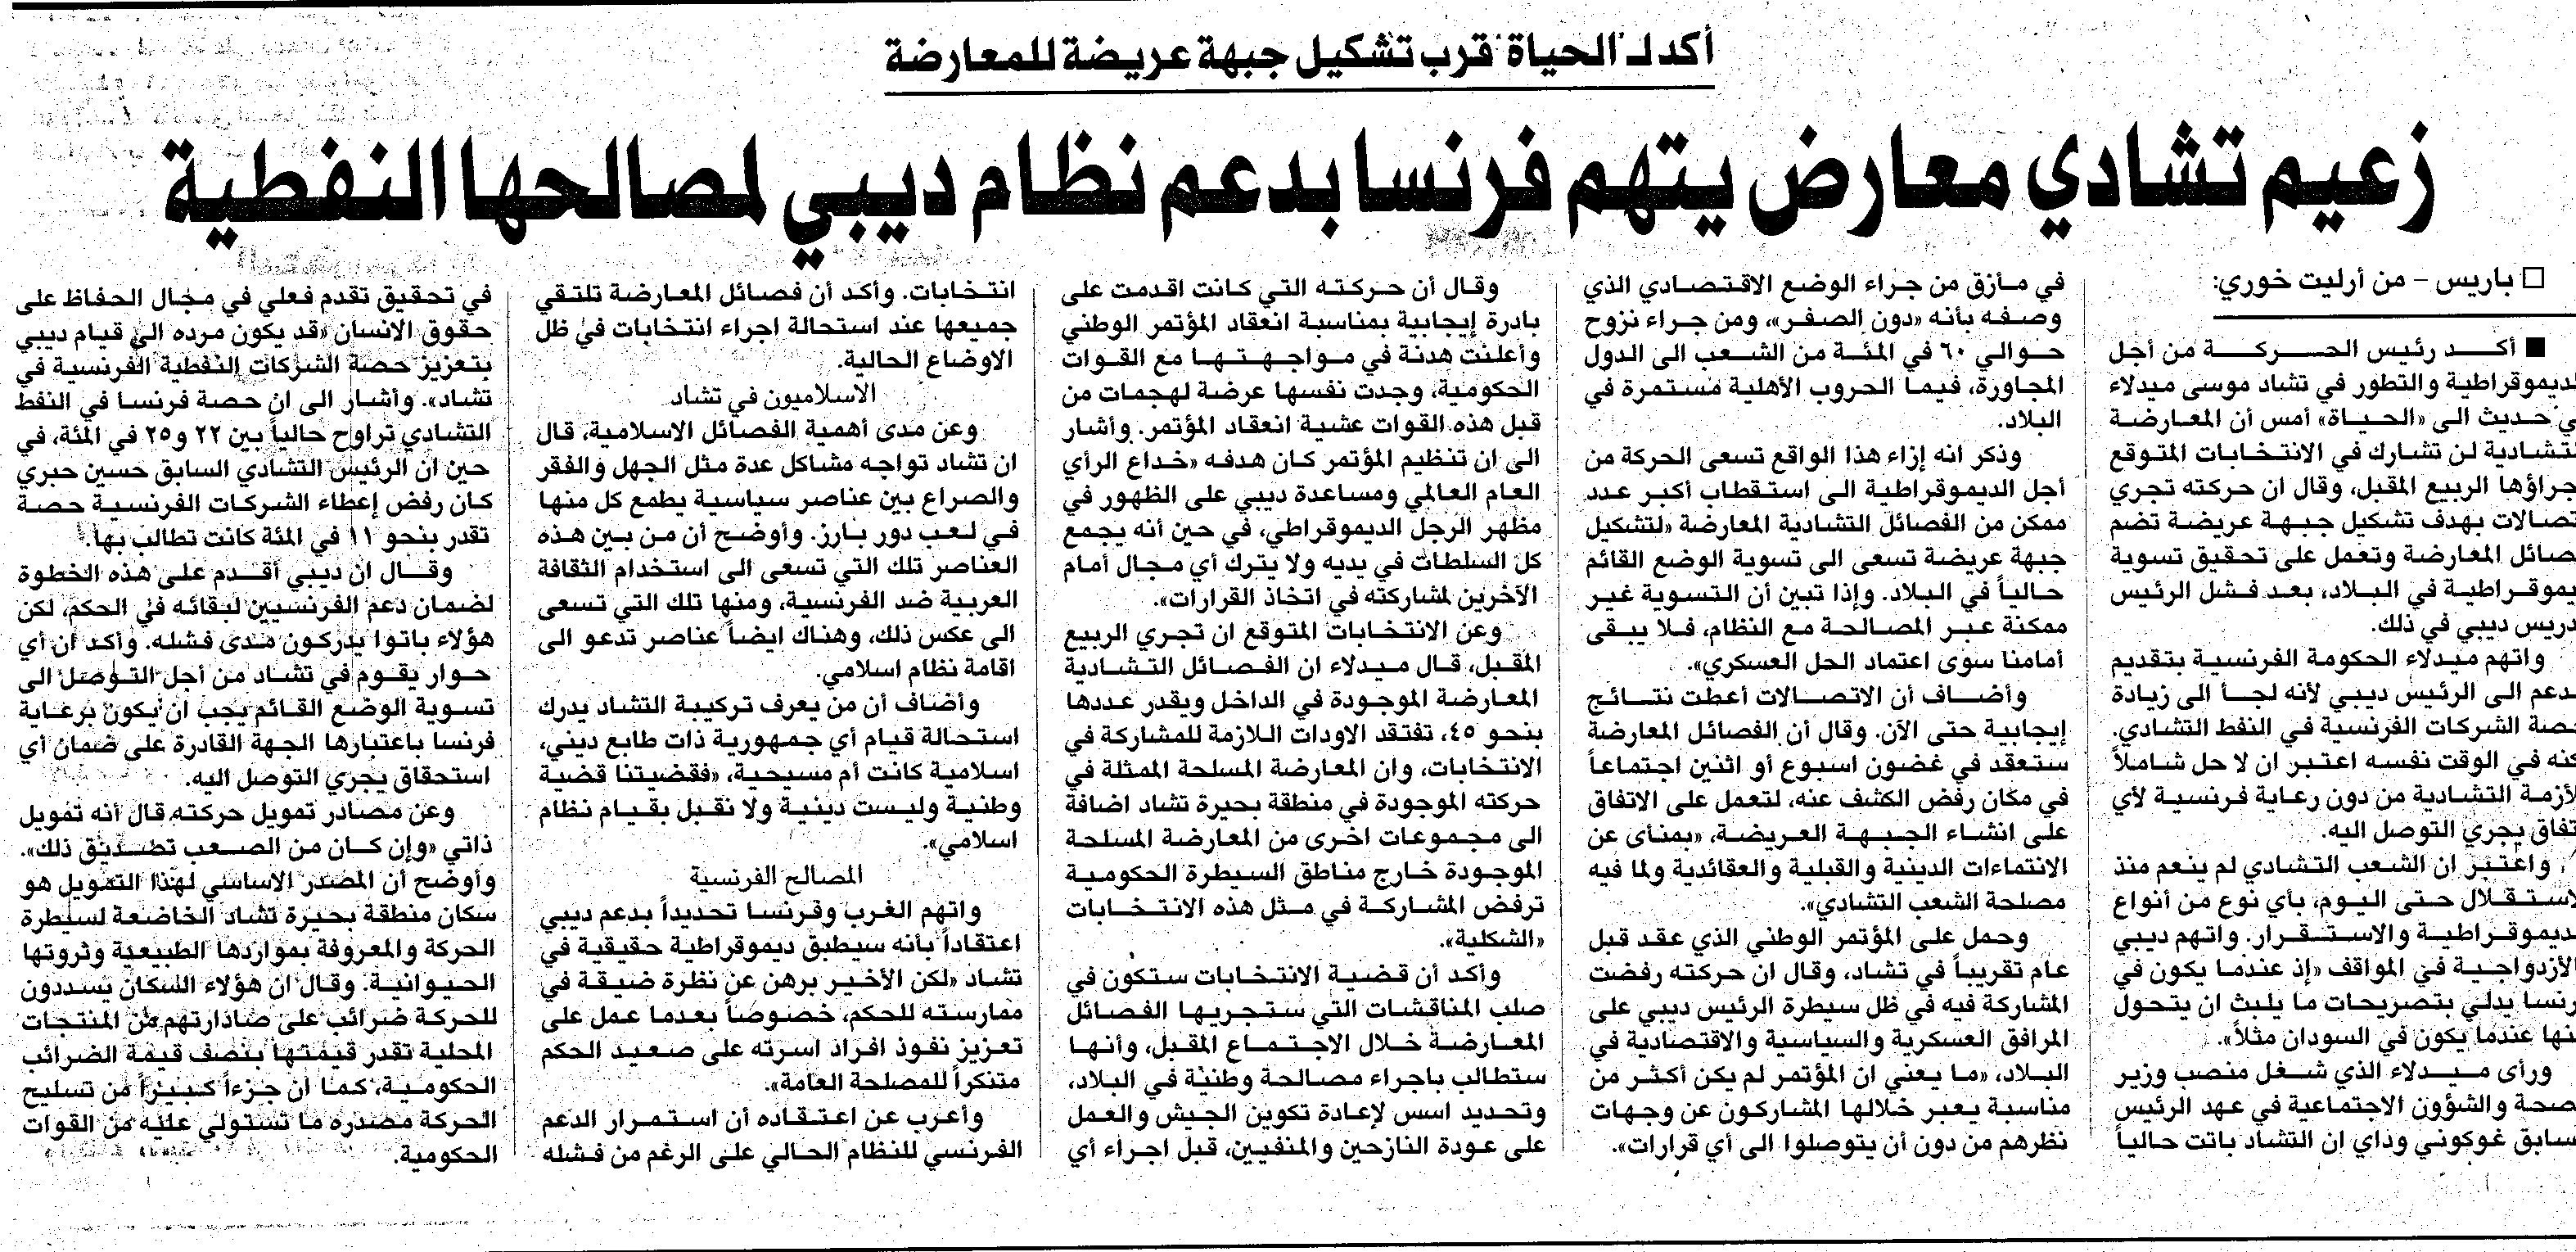 أكد لـ "الحياة" قرب تشكيل جبهة عريضة للمعارضة
زعيم تشادي معارض يتهم فرنسا بدعم نظام ديبي لمصالحها النفطية
□ باريس – من أرليت خوري:
■ أكد رئيس الحركة من أجل
لديموقراطية والتطور في تشاد موسى ميدلاء
ي حديث الى «الحياة» أمس أن المعارضة
لتشادية لن تشارك في الانتخابات المتوقع
جراؤها الربيع المقبل، وقال ان حركته تجري
تصالات بهدف تشكيل جبهة عريضة تضم
صائل المعارضة وتعمل على تحقيق تسوية
يموقراطية في البلاد، بعد فشل الرئيس
دريس ديبي في ذلك.
واتهم ميدلاء الحكومة الفرنسية بتقديم
دعم الى الرئيس ديبي لأنه لجأ الى زيادة
حصة الشركات الفرنسية في النفط التشادي.
كنه في الوقت نفسه اعتبر ان لا حل شاملاً
لأزمة التشادية من دون رعاية فرنسية لأي
تفاق يجري التوصل اليه.
واعتبر ان الشعب التشادي لم ينعم منذ
لاستقلال حتى اليوم، بأي نوع من أنواع
لديموقراطية والاستقرار. واتهم ديبي
الأزدواجية في المواقف «إذ عندما يكون في
رنسا يدلي بتصريحات ما يلبث ان يتحول
نها عندما يكون في السودان مثلاً».
ورأى ميدلاء الذي شغل منصب وزير
صحة والشؤون الاجتماعية في عهد الرئيس
سابق غوكوني وذاي ان التشاد باتت حالياً
في مأزق من جراء الوضع الاقتصادي الذي
وصفه بأنه «دون الصفر»، ومن جراء نزوح
حوالي ٦٠ في المئة من الشعب الى الدول
المجاورة، فيما الحروب الأهلية مستمرة في
البلاد.
وذكر انه إزاء هذا الواقع تسعى الحركة من
أجل الديموقراطية الى استقطاب أكبر عدد
ممكن من الفصائل التشادية المعارضة «لتشكيل
جبهة عريضة تسعى الى تسوية الوضع القائم
حالياً في البلاد. وإذا تبين أن التسوية غير
ممكنة عبر المصالحة مع النظام، فلا يبقى
أمامنا سوى اعتماد الحل العسكري».
وأضاف أن الاتصالات أعطت نتائج
إيجابية حتى الآن. وقال أن الفصائل المعارضة
ستعقد في غضون اسبوع أو اثنين اجتماعاً
في مكان رفض الكشف عنه، لتعمل على الاتفاق
على انشاء الجبهة العريضة، «بمنأى عن
الانتماءات الدينية والقبلية والعقائدية ولما فيه
مصلحة الشعب التشادي».
وحمل على المؤتمر الوطني الذي عقد قبل
عام تقريباً في تشاد، وقال ان حركته رفضت
المشاركة فيه في ظل سيطرة الرئيس ديبي على
المرافق العسكرية والسياسية والاقتصادية في
البلاد، «ما يعني ان المؤتمر لم يكن أكثر من
مناسبة يعبر خلالها المشاركون عن وجهات
نظرهم من دون أن يتوصلوا الى أي قرارات».
وقال أن حركته التي كانت اقدمت على
بادرة إيجابية بمناسبة انعقاد المؤتمر الوطني
وأعلنت هدنة في مواجهتها مع القوات
الحكومية، وجدت نفسها عرضة لهجمات من
قبل هذه القوات عشية انعقاد المؤتمر. وأشار
الى ان تنظيم المؤتمر كان هدفه «خداع الرأي
العام العالمي ومساعدة ديبي على الظهور في
مظهر الرجل الديموقراطي، في حين أنه يجمع
كل السلطات في يديه ولا يترك أي مجال أمام
الآخرين لمشاركته في اتخاذ القرارات».
وعن الانتخابات المتوقع ان تجري الربيع
المقبل، قال ميدلاء ان الفصائل التشادية
المعارضة الموجودة في الداخل ويقدر عددها
بنحو ٤٥، تفتقد الاودات اللازمة للمشاركة في
الانتخابات، وان المعارضة المسلحة الممثلة في
حركته الموجودة في منطقة بحيرة تشاد اضافة
الى مجموعات اخرى من المعارضة المسلحة
الموجودة خارج مناطق السيطرة الحكومية
ترفض المشاركة في مثل هذه الانتخابات
«الشكلية».
وأكد أن قضية الانتخابات ستكون في
صلب المناقشات التي ستجريها الفصائل
المعارضة خلال الاجتماع المقبل، وأنها
ستطالب باجراء مصالحة وطنية في البلاد،
وتحديد اسس لإعادة تكوين الجيش والعمل
على عودة النازحين والمنفيين، قبل اجراء أي
انتخابات. وأكد أن فصائل المعارضة تلتقي
جميعها عند استحالة اجراء انتخابات في ظل
الاوضاع الحالية.
الاسلاميون في تشاد
وعن مدى أهمية الفصائل الاسلامية، قال
ان تشاد تواجه مشاكل عدة مثل الجهل والفقر
والصراع بين عناصر سياسية يطمع كل منها
في لعب دور بارز. وأوضح أن من بين هذه
العناصر تلك التي تسعى الى استخدام الثقافة
العربية ضد الفرنسية، ومنها تلك التي تسعى
الى عكس ذلك، وهناك ايضاً عناصر تدعو الى
اقامة نظام اسلامي.
وأضاف أن من يعرف تركيبة التشاد يدرك
استحالة قيام أي جمهورية ذات طابع ديني،
اسلامية كانت أم مسيحية، «فقضيتنا قضية
وطنية وليست دينية ولا نقبل بقيام نظام
اسلامي».
المصالح الفرنسية
واتهم الغرب وفرنسا تحديداً بدعم ديبي
اعتقاداً بأنه سيطبق ديموقراطية حقيقية في
تشاد «لكن الأخير برهن عن نظرة ضيقة في
ممارسته للحكم، خصوصاً بعدما عمل على
تعزيز نفوذ افراد اسرته على صعيد الحكم
متنكراً للمصلحة العامة».
وأعرب عن اعتقاده أن استمرار الدعم
الفرنسي للنظام الحالي على الرغم من فشله
في تحقيق تقدم فعلي في مجال الحفاظ على
حقوق الانسان «قد يكون مرده الى قيام ديبي
بتعزيز حصة الشركات النفطية الفرنسية في
تشاد». وأشار الى ان حصة فرنسا في النفط
التشادي تراوح حالياً بين ٢٢ و٢٥ في المئة، في
حين ان الرئيس التشادي السابق حسين حبري
كان رفض إعطاء الشركات الفرنسية حصة
تقدر بنحو ١١ في المئة كانت تطالب بها.
وقال ان ديبي أقدم على هذه الخطوة
لضمان دعم الفرنسيين لبقائه في الحكم، لكن
هؤلاء باتوا يدركون مدى فشله. وأكد أن أي
حوار يقوم في تشاد من أجل التوصل الى
تسوية الوضع القائم يجب ان يكون برعاية
فرنسا باعتبارها الجهة القادرة على ضمان أي
استحقاق يجري التوصل اليه.
وعن مصادر تمويل حركته قال أنه تمويل
ذاتي «وإن كان من الصعب تصديق ذلك».
وأوضح أن المصدر الاساسي لهذا التمويل هو
سكان منطقة بحيرة تشاد الخاضعة لسيطرة
الحركة والمعروفة بمواردها الطبيعية وثروتها
الحيوانية. وقال ان هؤلاء السكان يسددون
للحركة ضرائب على صادارتهم من المنتجات
المحلية تقدر قيمتها بنصف قيمة الضرائب
الحكومية، كما أن جزءاً كبيراً من تسليح
الحركة مصدره ما تستولي عليه من القوات
الحكومية.